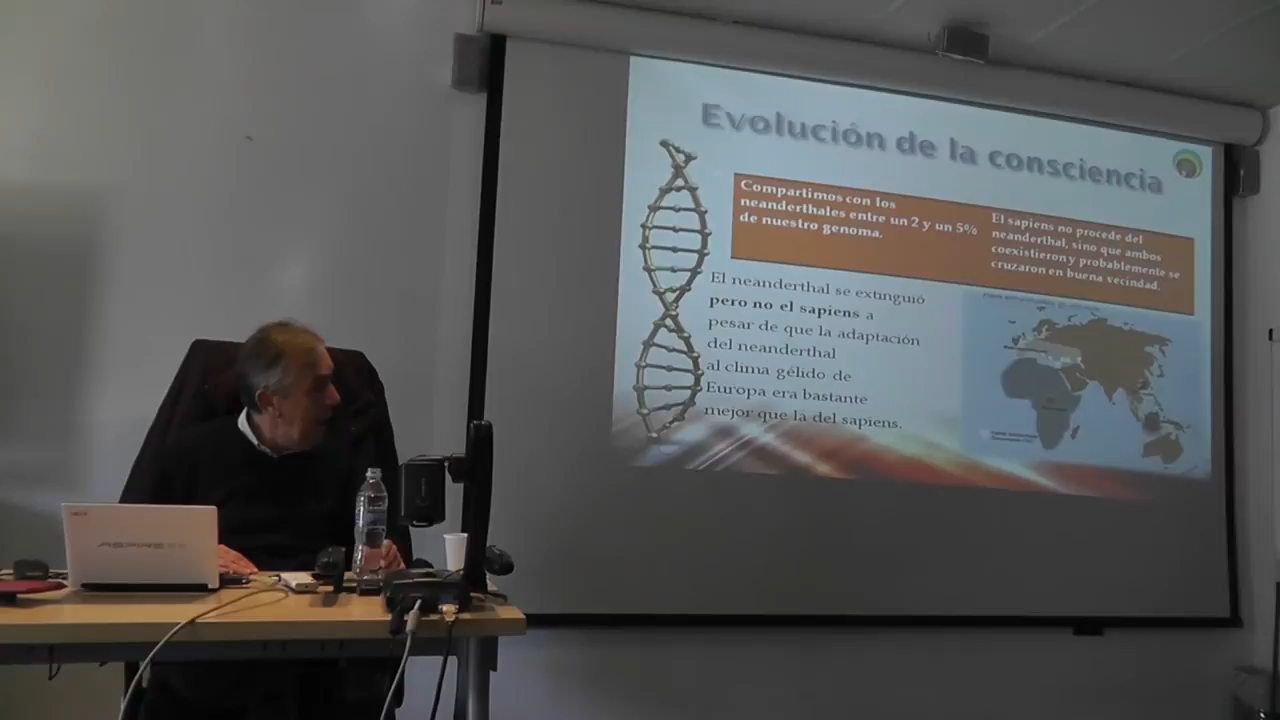 Evolución de la consciencia
Compartimos con los
neanderthales entre un 2 y un 5%
de nuestro genoma.
El sapiens no procede del
neanderthal, sino que ambos
coexistieron y probablemente se
cruzaron en buena vecindad.
El neanderthal se extinguió
pero no el sapiens a
pesar de que la adaptación
del neanderthal
al clima gélido de
Europa era bastante
mejor que la del sapiens.
acer
ASPIRE